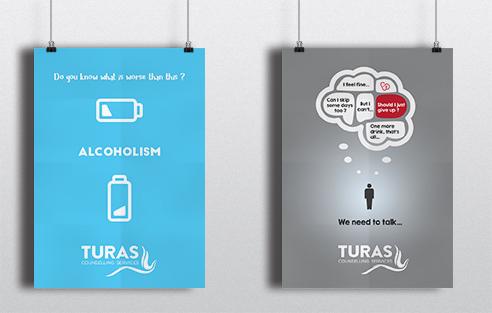 Do you know what is worse than this ?
ALCOHOLISM
TURAS
COUNSELLING SERVICES
I feel fine...
Can I skip
some days
too ?
But I
can't...
Should I just
give up ?
One more
drink, that's
all...
We need to talk...
TURAS
COUNSELLING SERVICES